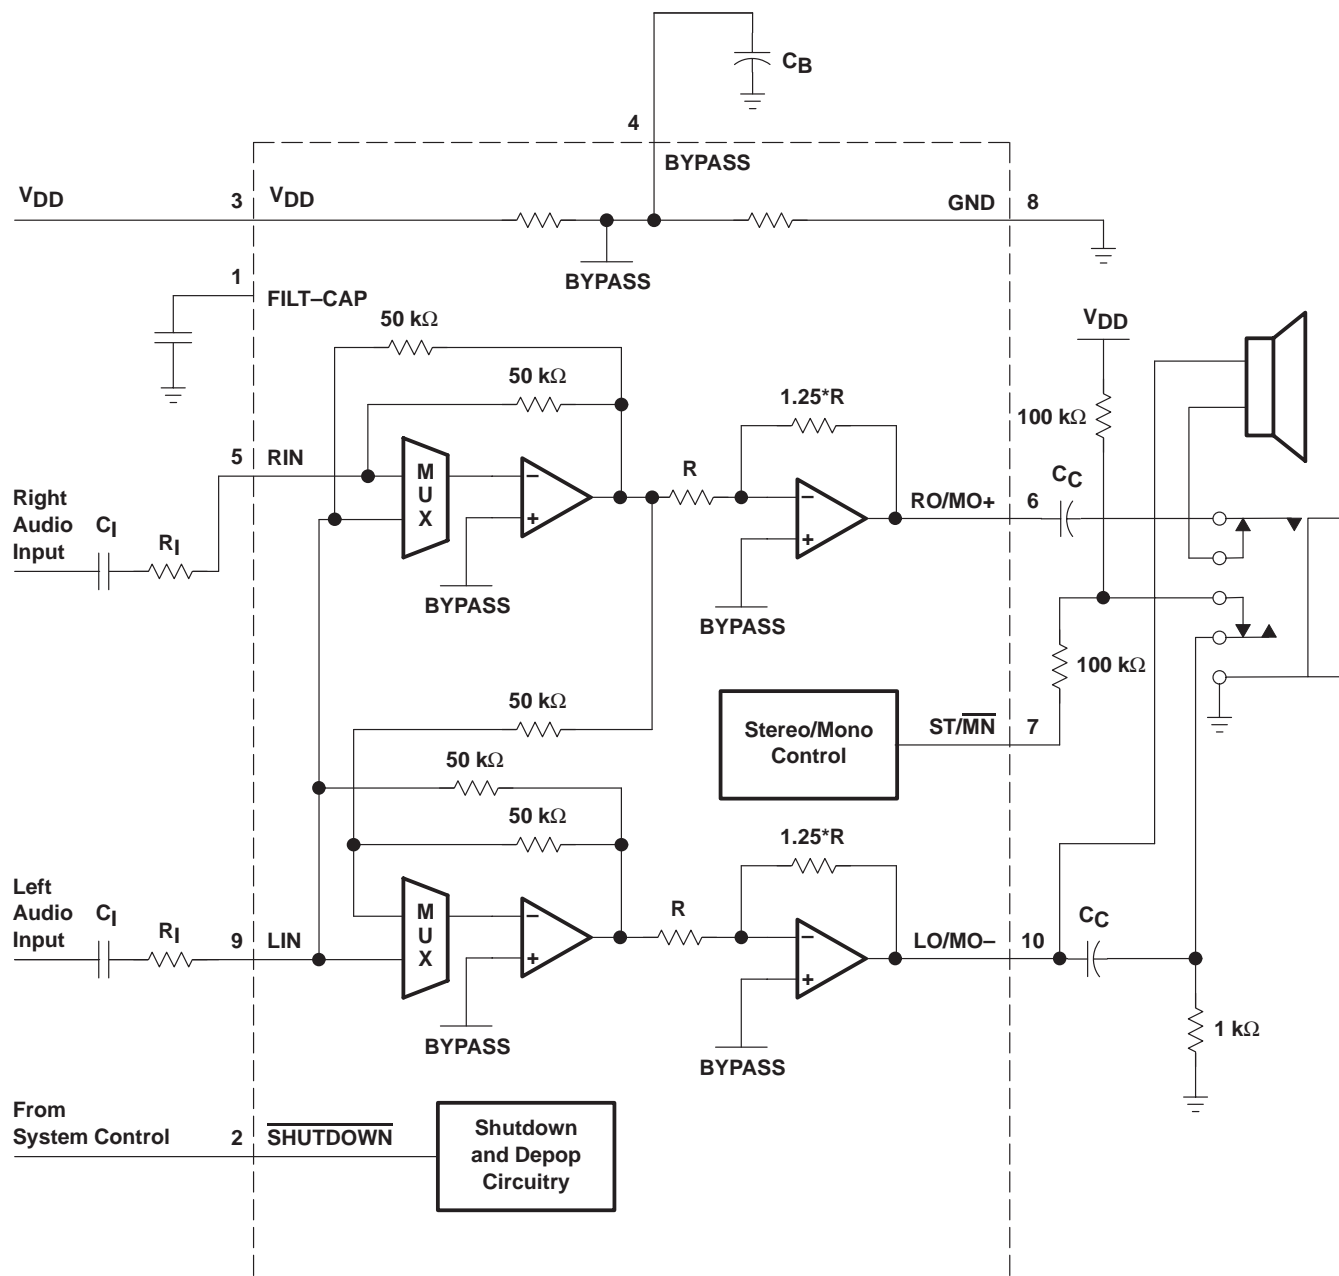 CB
4
BYPASS
VDD
3
VDD
GND
8
BYPASS
1
FILT–CAP
50 kΩ
VDD
50 kΩ
1.25*R
100 kΩ
5
RIN
M
U
X
−
+
R
−
+
RO/MO+
6
CC
Right
Audio
Input
CI
RI
BYPASS
BYPASS
100 kΩ
50 kΩ
Stereo/Mono
Control
ST/MN
7
50 kΩ
50 kΩ
1.25*R
Left
Audio
Input
CI
RI
9
LIN
M
U
X
−
+
R
−
+
LO/MO–
10
CC
BYPASS
BYPASS
1 kΩ
From
System Control
2
SHUTDOWN
Shutdown
and Depop
Circuitry